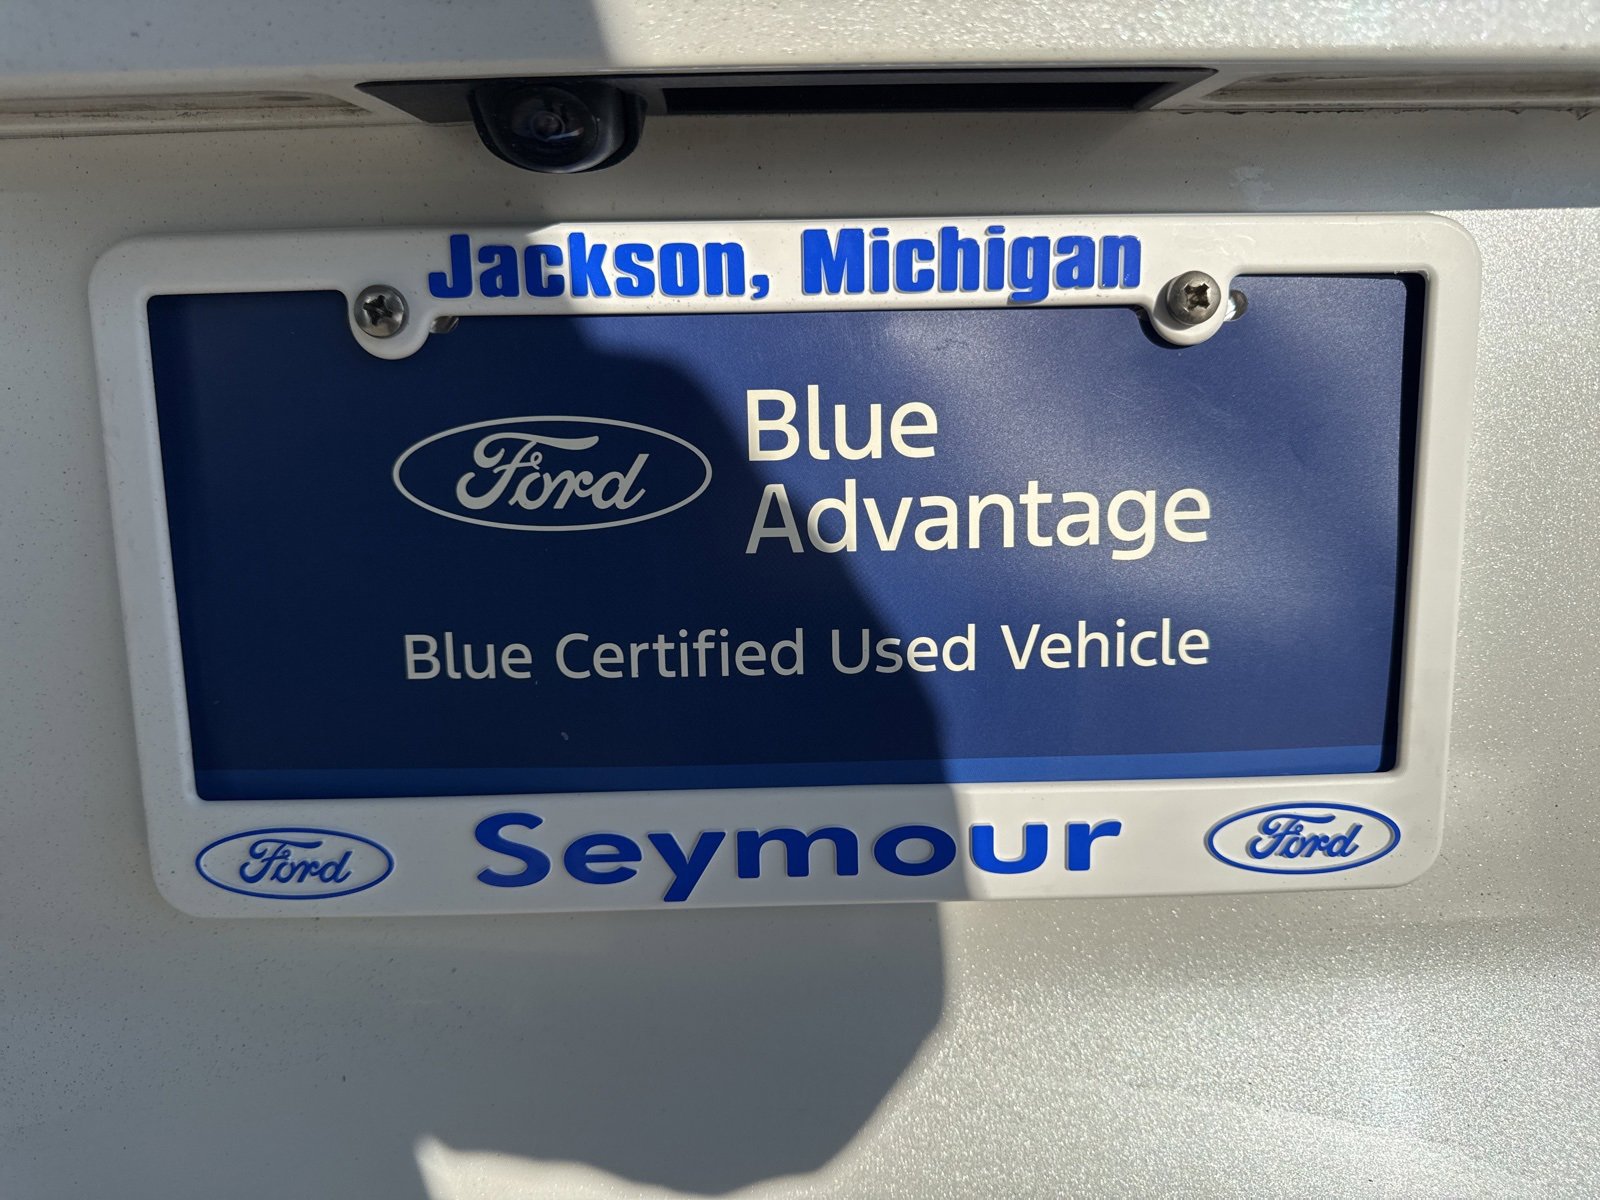 Jackson, Michigan
Ford
Blue
Advantage
Blue Certified Used Vehicle
Ford Seymour Ford